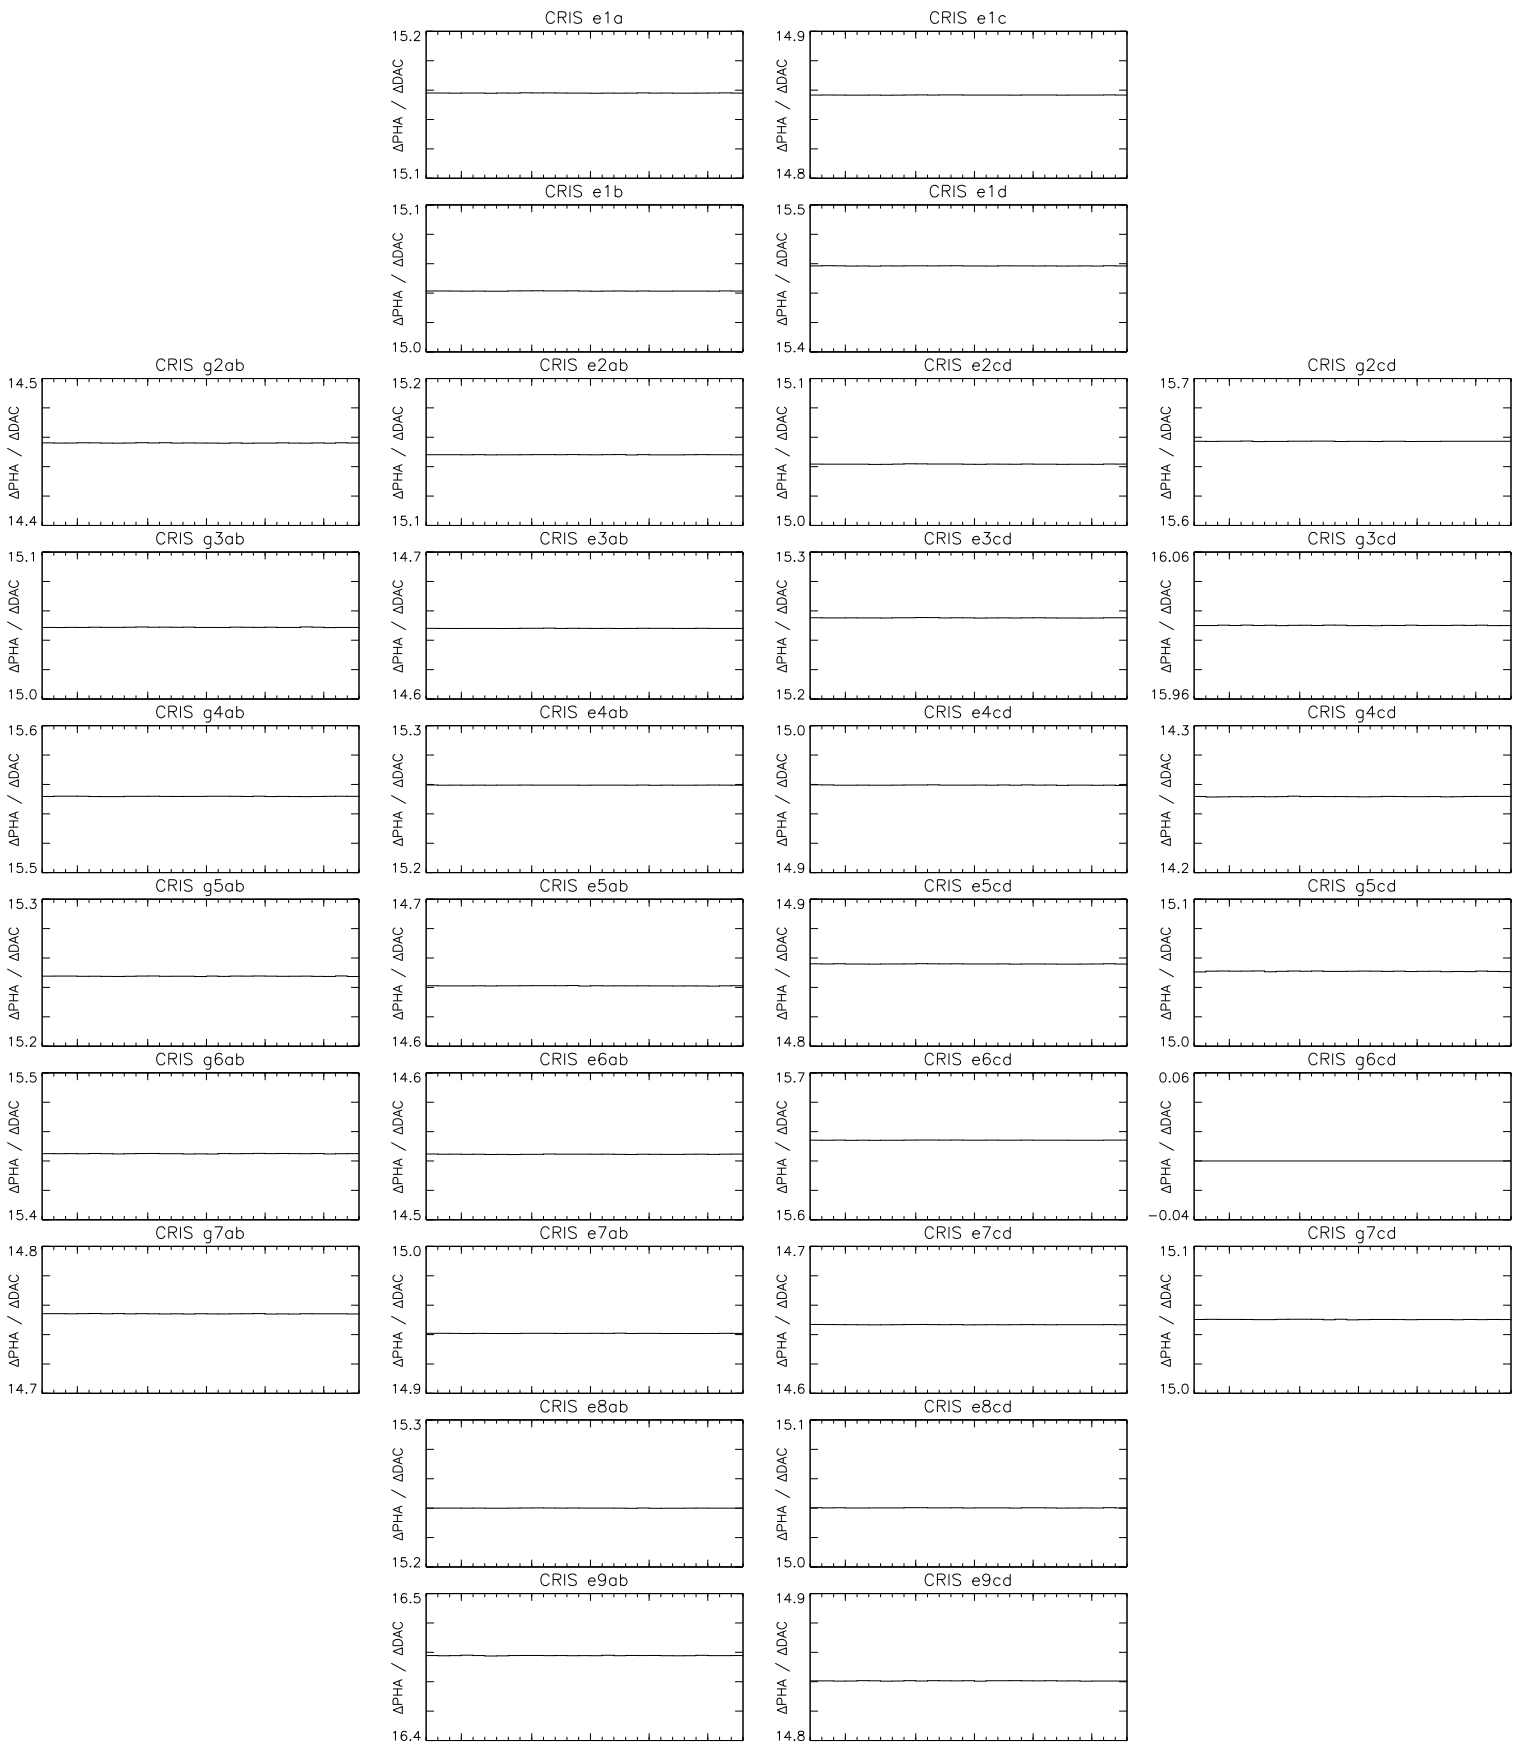 CRIS e1a
15.2
ΔPHA / ΔDAC
15.1
CRIS e1c
14.9
ΔPHA / ΔDAC
14.8
CRIS e1b
15.1
ΔPHA / ΔDAC
15.0
CRIS e1d
15.5
ΔPHA / ΔDAC
15.4
CRIS g2ab
14.5
ΔPHA / ΔDAC
14.4
CRIS e2ab
15.2
ΔPHA / ΔDAC
15.1
CRIS e2cd
15.1
ΔPHA / ΔDAC
15.0
CRIS g2cd
15.7
ΔPHA / ΔDAC
15.6
CRIS g3ab
15.1
ΔPHA / ΔDAC
15.0
CRIS e3ab
14.7
ΔPHA / ΔDAC
14.6
CRIS e3cd
15.3
ΔPHA / ΔDAC
15.2
CRIS g3cd
16.06
ΔPHA / ΔDAC
15.96
CRIS g4ab
15.6
ΔPHA / ΔDAC
15.5
CRIS e4ab
15.3
ΔPHA / ΔDAC
15.2
CRIS e4cd
15.0
ΔPHA / ΔDAC
14.9
CRIS g4cd
14.3
ΔPHA / ΔDAC
14.2
CRIS g5ab
15.3
ΔPHA / ΔDAC
15.2
CRIS e5ab
14.7
ΔPHA / ΔDAC
14.6
CRIS e5cd
14.9
ΔPHA / ΔDAC
14.8
CRIS g5cd
15.1
ΔPHA / ΔDAC
15.0
CRIS g6ab
15.5
ΔPHA / ΔDAC
15.4
CRIS e6ab
14.6
ΔPHA / ΔDAC
14.5
CRIS e6cd
15.7
ΔPHA / ΔDAC
15.6
CRIS g6cd
0.06
ΔPHA / ΔDAC
-0.04
CRIS g7ab
14.8
ΔPHA / ΔDAC
14.7
CRIS e7ab
15.0
ΔPHA / ΔDAC
14.9
CRIS e7cd
14.7
ΔPHA / ΔDAC
14.6
CRIS g7cd
15.1
ΔPHA / ΔDAC
15.0
CRIS e8ab
15.3
ΔPHA / ΔDAC
15.2
CRIS e8cd
15.1
ΔPHA / ΔDAC
15.0
CRIS e9ab
16.5
ΔPHA / ΔDAC
16.4
CRIS e9cd
14.9
ΔPHA / ΔDAC
14.8